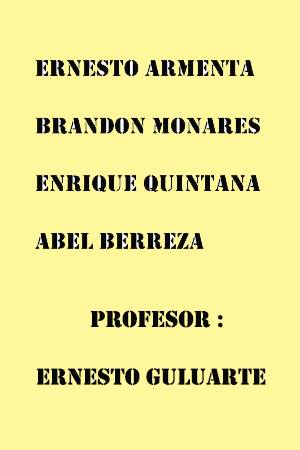 ERNESTO ARMENTA
BRANDON MONARES
ENRIQUE QUINTANA
ABEL BERREZA
PROFESOR :
ERNESTO GULUARTE